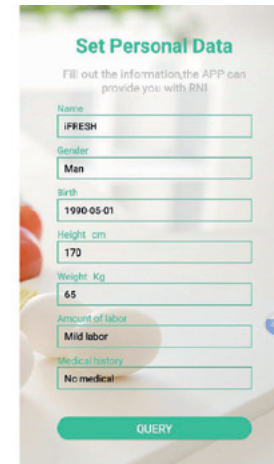 Set Personal Data
Fill out the information,the APP can
provide you with RNI
Name
iFRESH
Gender
Man
Birth
1990-05-01
Height cm
170
Weight Kg
65
Amount of labor
Mild labor
Medical history
No medical
QUERY